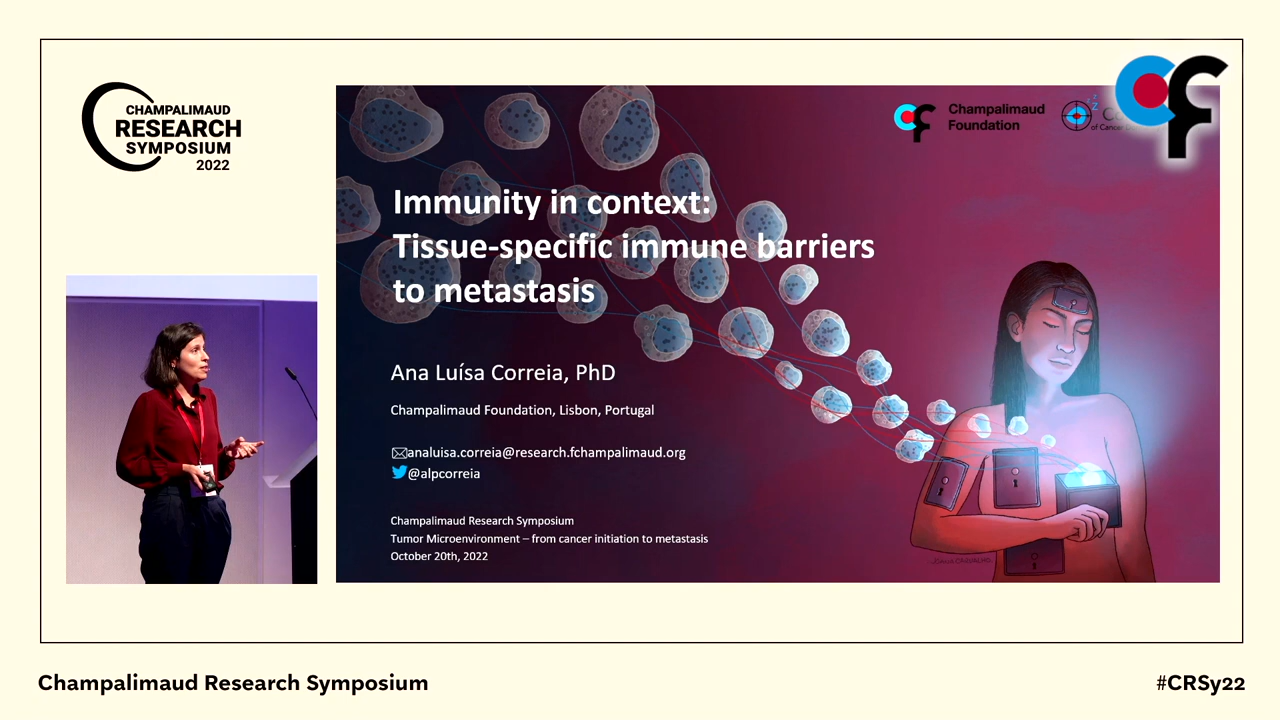 CHAMPALIMAUD
RESEARCH
SYMPOSIUM
2022
Champalimaud
Foundation
of Cancer
Immunity in context:
Tissue-specific immune barriers
to metastasis
Ana Luísa Correia, PhD
Champalimaud Foundation, Lisbon, Portugal
analuisa.correia@research.fchampalimaud.org
@alpcorreia
Champalimaud Research Symposium
Tumor Microenvironment – from cancer initiation to metastasis
October 20th, 2022
Champalimaud Research Symposium
#CRSy22